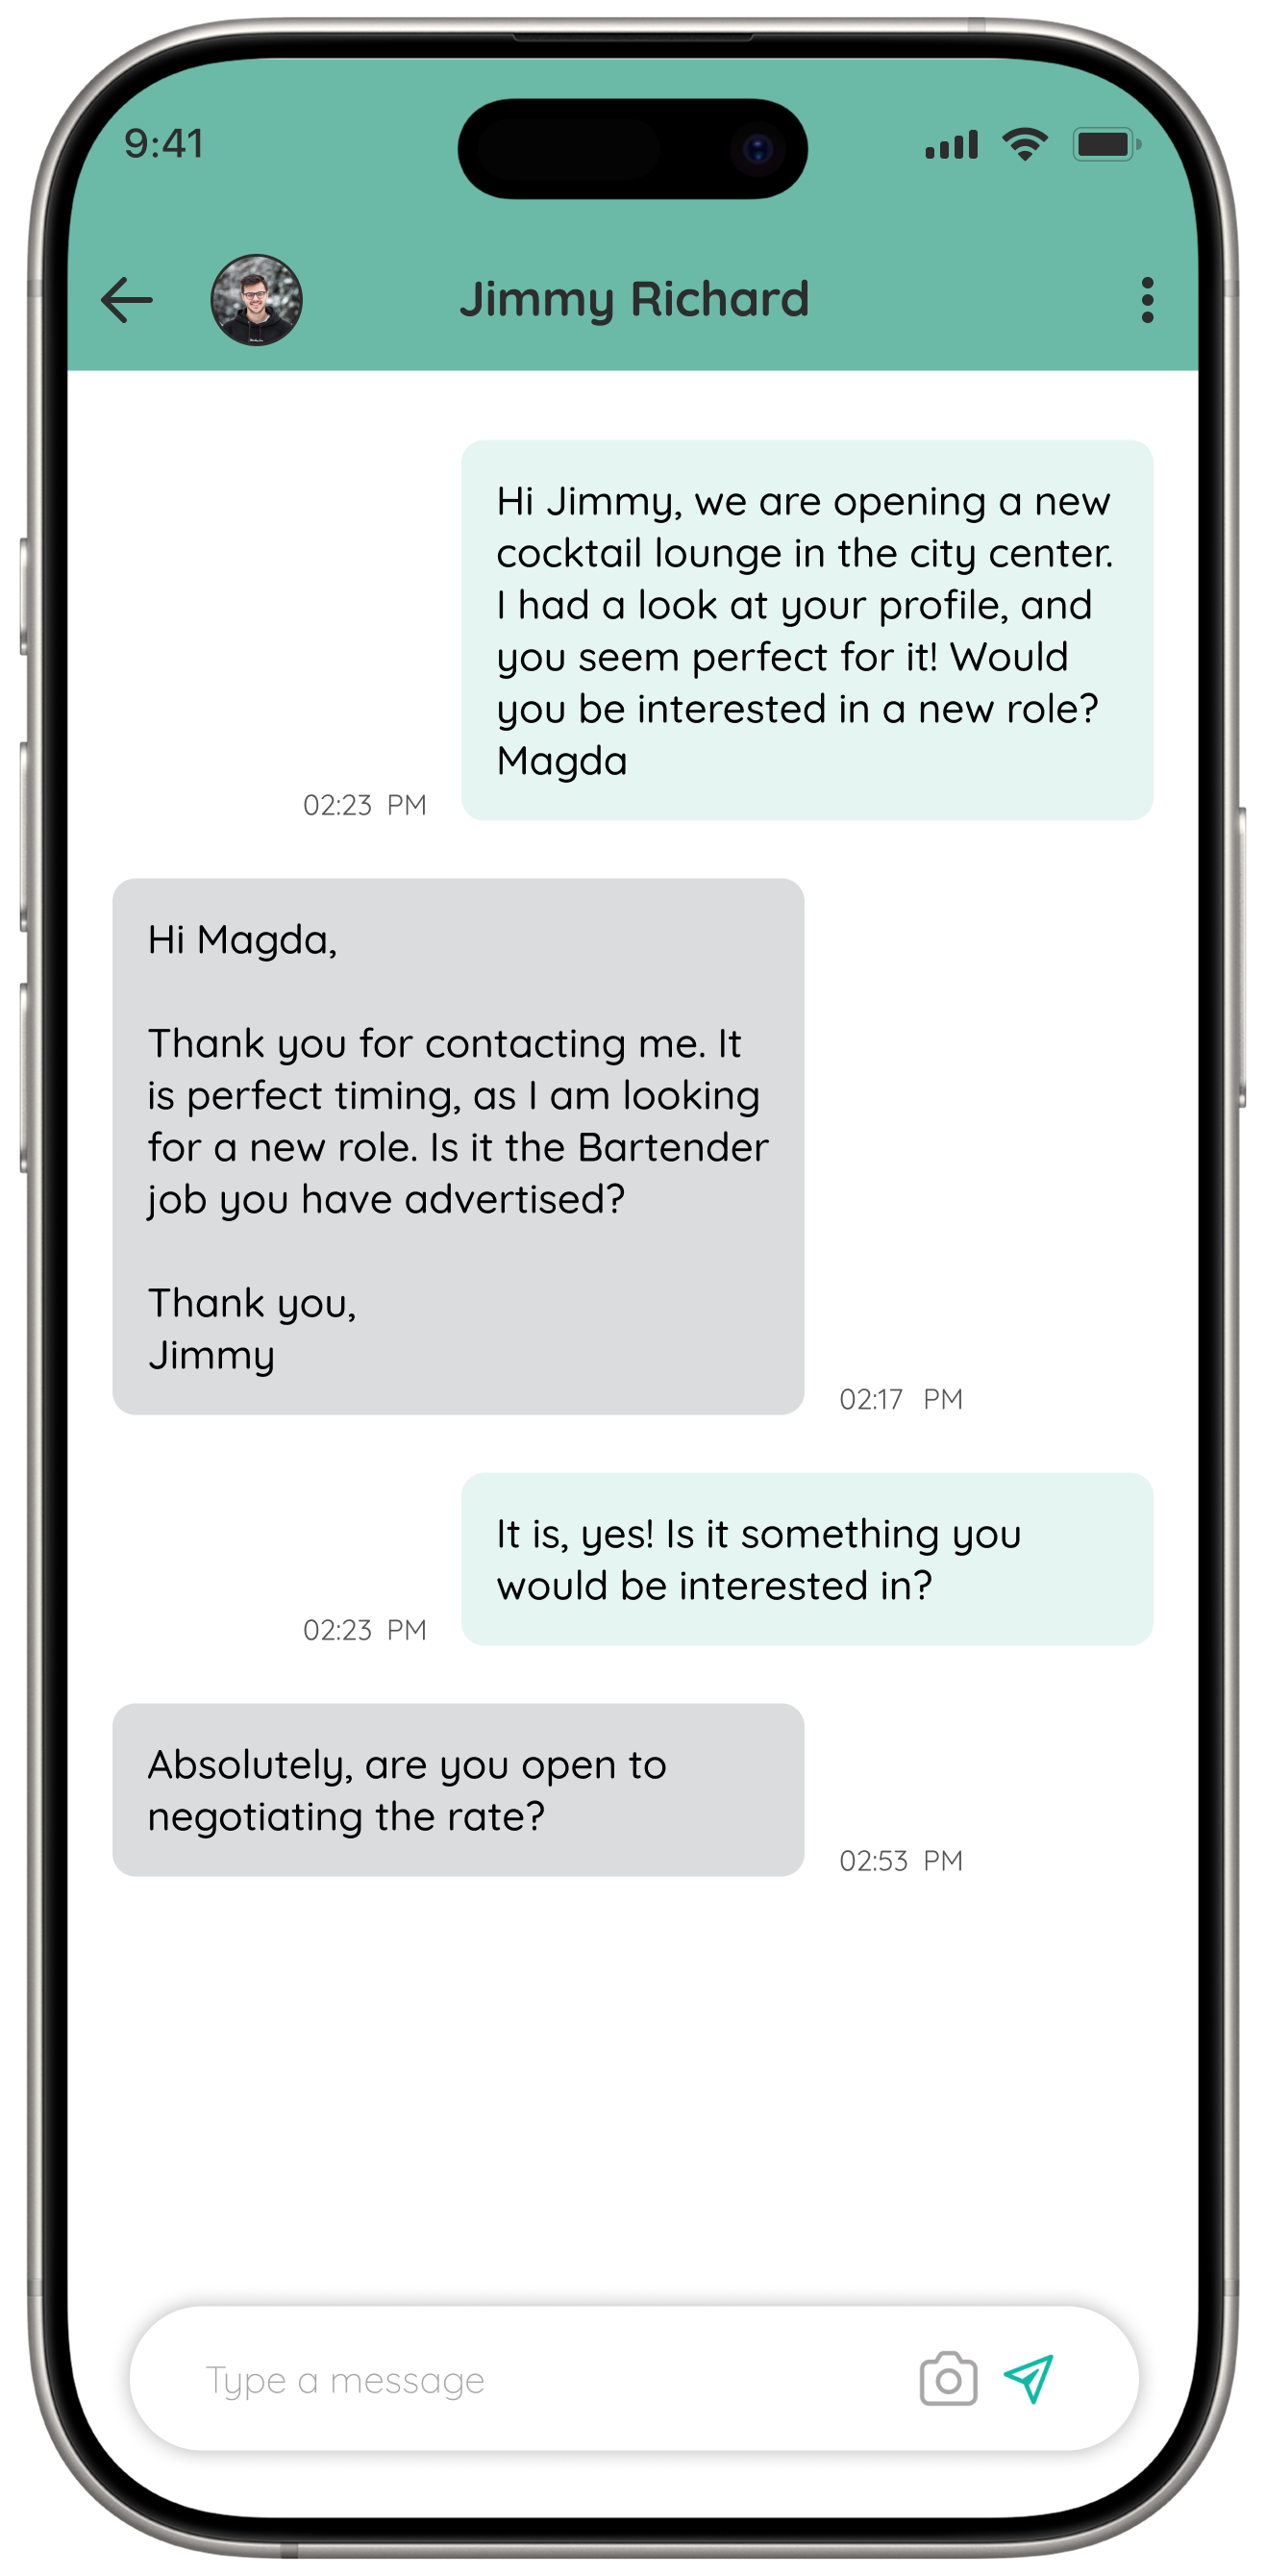 9:41
Jimmy Richard
Hi Jimmy, we are opening a new
cocktail lounge in the city center.
I had a look at your profile, and
you seem perfect for it! Would
you be interested in a new role?
Magda
02:23 PM
Hi Magda,
Thank you for contacting me. It
is perfect timing, as I am looking
for a new role. Is it the Bartender
job you have advertised?
Thank you,
Jimmy
02:17 PM
It is, yes! Is it something you
would be interested in?
02:23 PM
Absolutely, are you open to
negotiating the rate?
02:53 PM
Type a message